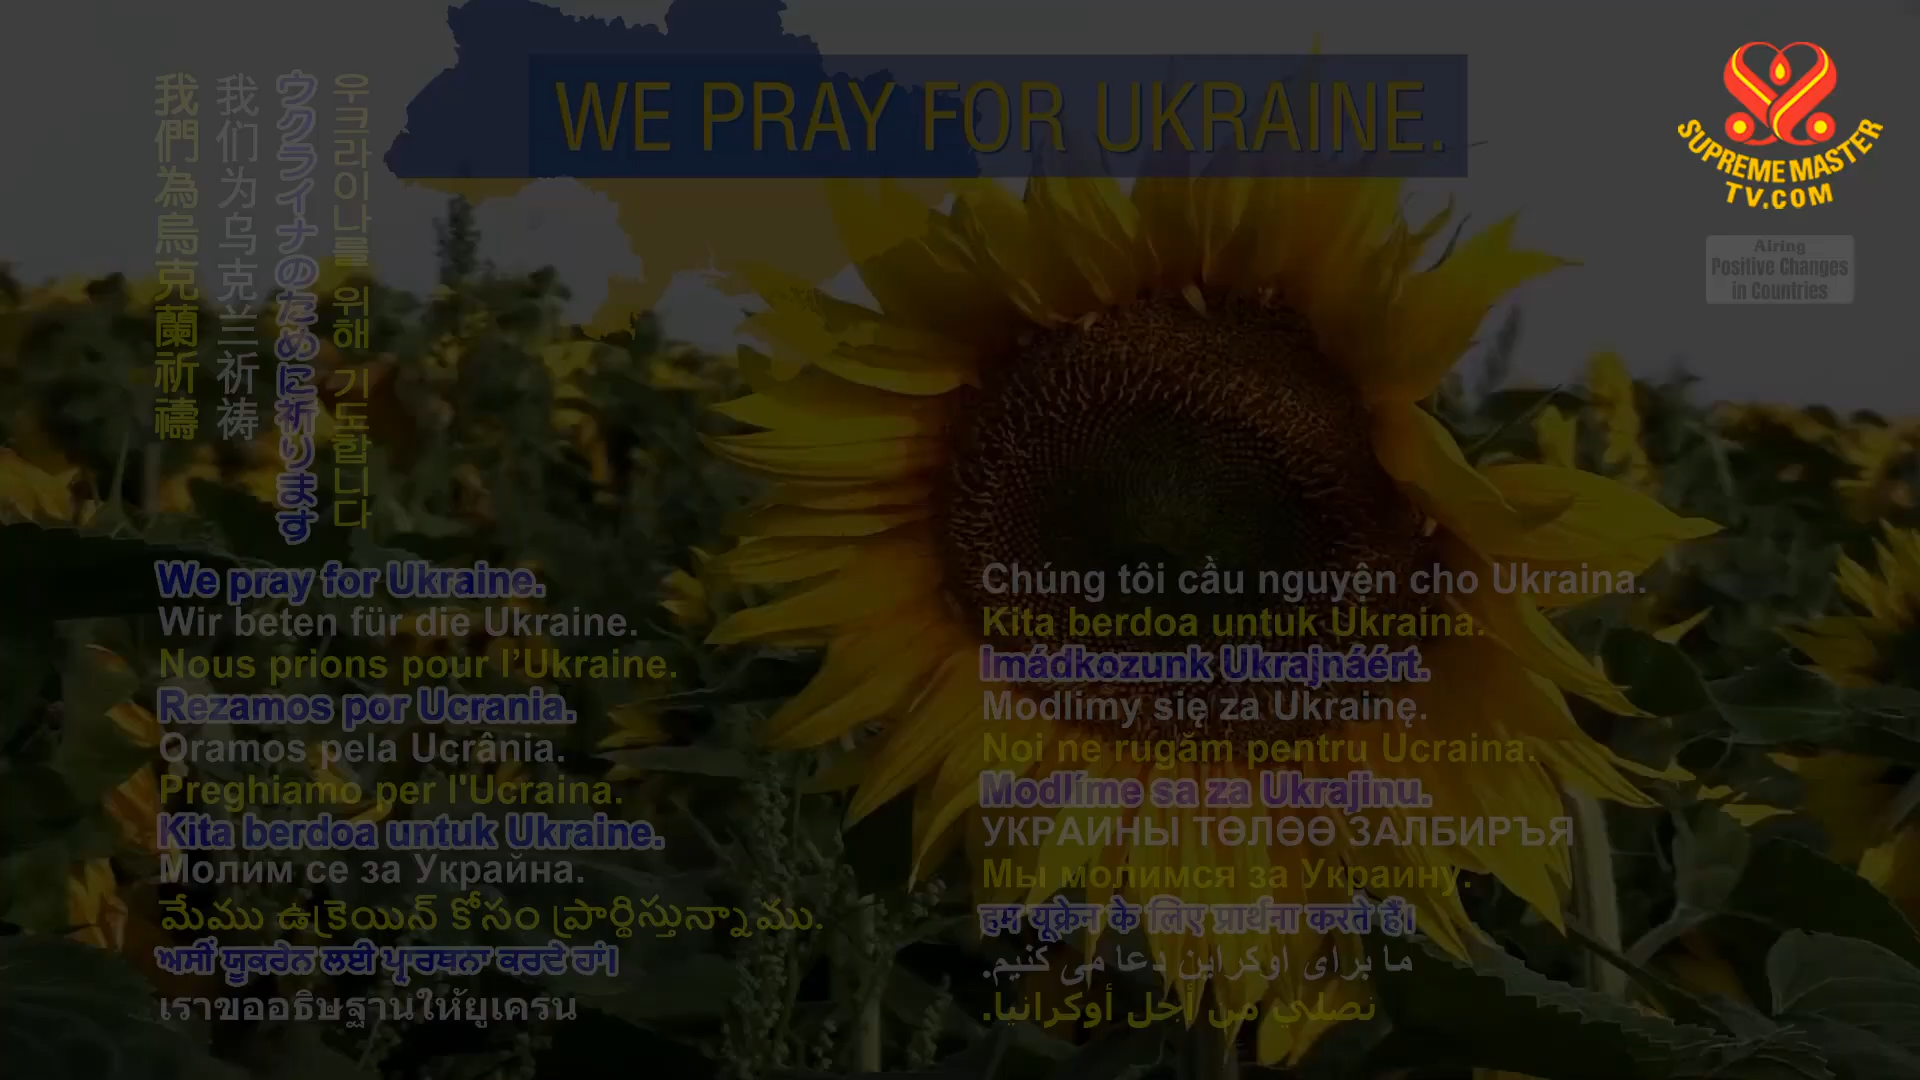 WE PRAY FOR UKRAINE.
SUPREME MASTER
TV.COM
Airing
Positive Changes
in Countries
我們為烏克蘭祈禱
我们为乌克兰祈祷
ウクライナのために祈ります
우크라이나를 위해 기도합니다
We pray for Ukraine.
Wir beten für die Ukraine.
Nous prions pour l’Ukraine.
Rezamos por Ucrania.
Oramos pela Ucrânia.
Preghiamo per l'Ucraina.
Kita berdoa untuk Ukraine.
Молим се за Украйна.
మేము ఉక్రెయిన్ కోసం ప్రార్థిస్తున్నాము.
ਅਸੀਂ ਯੂਕਰੇਨ ਲਈ ਪ੍ਰਾਰਥਨਾ ਕਰਦੇ ਹਾਂ।
เราขออธิษฐานให้ยูเครน
Chúng tôi cầu nguyện cho Ukraina.
Kita berdoa untuk Ukraina.
Imádkozunk Ukrajnáért.
Modlimy się za Ukrainę.
Noi ne rugăm pentru Ucraina.
Modlíme sa za Ukrajinu.
УКРАИНЫ ТӨЛӨӨ ЗАЛБИРЪЯ
Мы молимся за Украину.
हम यूक्रेन के लिए प्रार्थना करते हैं।
ما برای اوکراین دعا می کنیم.
نصلي من أجل أوكرانيا.